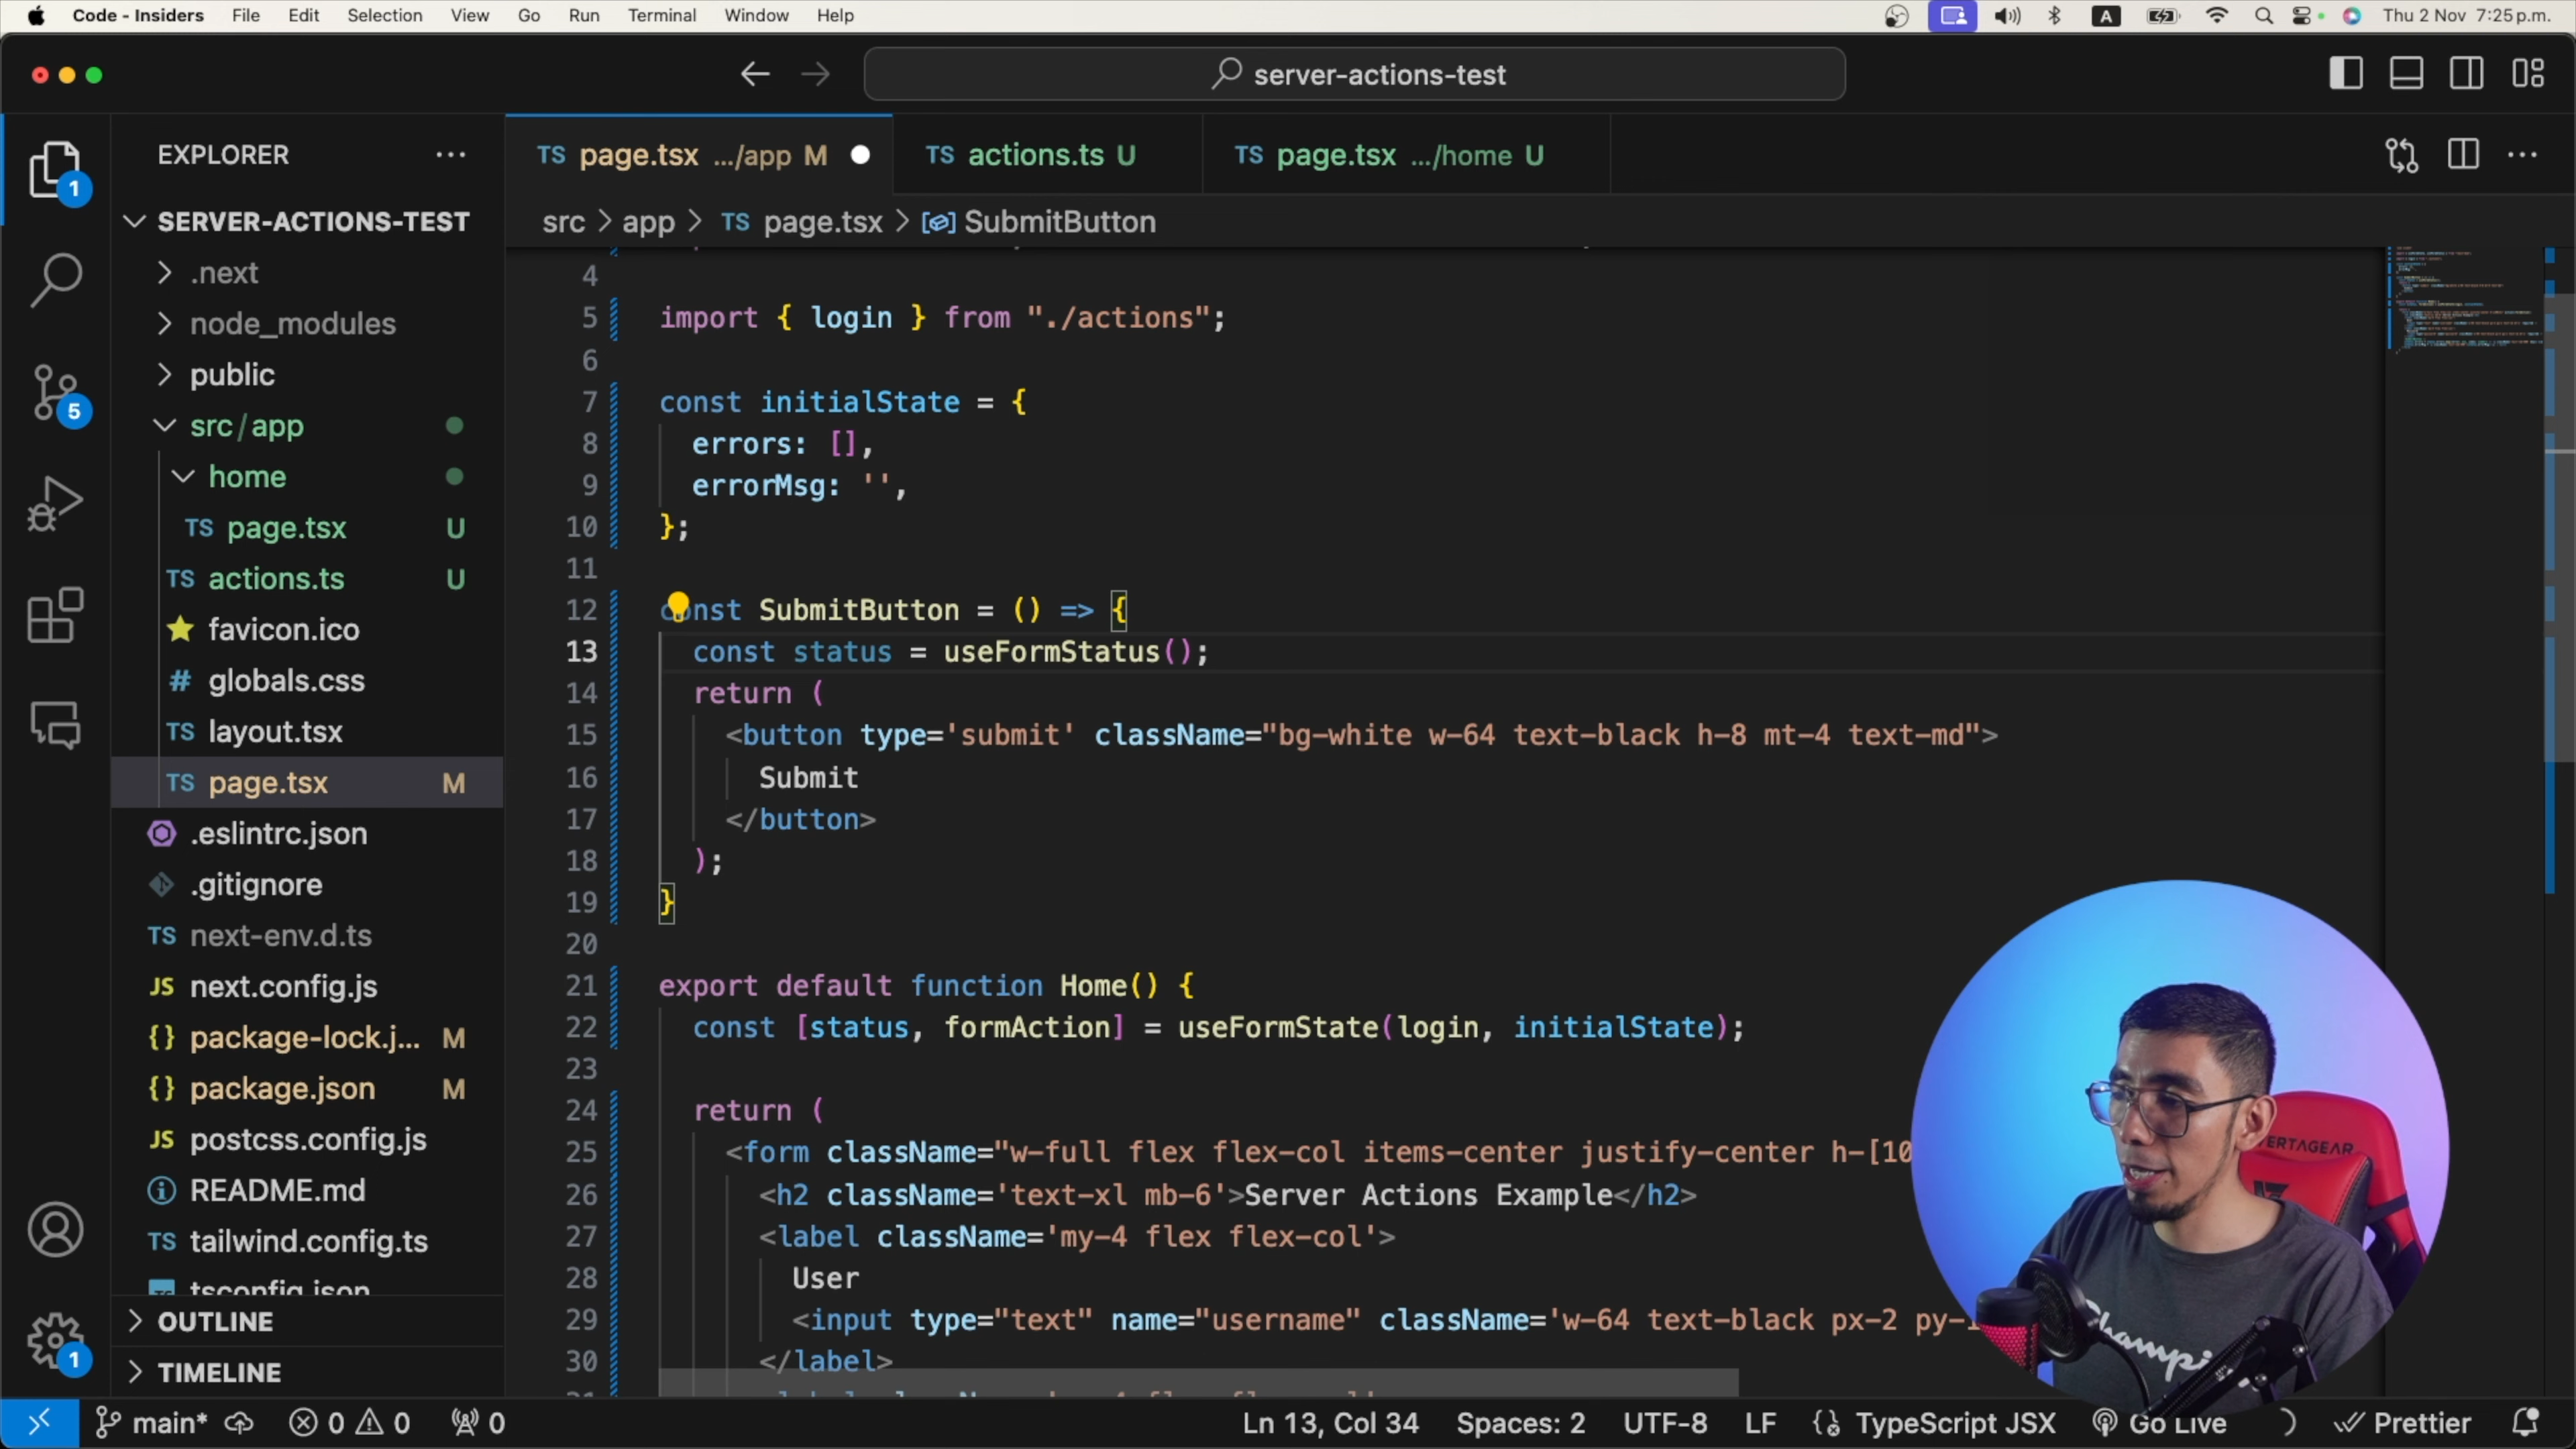 Code - Insiders File Edit Selection View Go Run Terminal Window Help A Thu 2 Nov 7:25 p.m.
server-actions-test
EXPLORER
TS page.tsx .../app M
TS actions.ts U
TS page.tsx .../home U
1
SERVER-ACTIONS-TEST
src > app > TS page.tsx > SubmitButton
.next
node_modules
public
src/app
home
TS page.tsx U
TS actions.ts U
favicon.ico
# globals.css
TS layout.tsx
TS page.tsx M
.eslintrc.json
.gitignore
TS next-env.d.ts
JS next.config.js
{} package-lock.j... M
{} package.json M
JS postcss.config.js
README.md
TS tailwind.config.ts
tsconfig.json
OUTLINE
TIMELINE
5
1
4
5 import { login } from "./actions";
6
7 const initialState = {
8 errors: [],
9 errorMsg: '',
10 };
11
12 const SubmitButton = () => {
13 const status = useFormStatus();
14 return (
15 <button type='submit' className="bg-white w-64 text-black h-8 mt-4 text-md">
16 Submit
17 </button>
18 );
19 }
20
21 export default function Home() {
22 const [status, formAction] = useFormState(login, initialState);
23
24 return (
25 <form className="w-full flex flex-col items-center justify-center h-[10
26 <h2 className='text-xl mb-6'>Server Actions Example</h2>
27 <label className='my-4 flex flex-col'>
28 User
29 <input type="text" name="username" className='w-64 text-black px-2 py-1
30 </label>
VERTAGEAR
Champi
main* 0 0 0 Ln 13, Col 34 Spaces: 2 UTF-8 LF TypeScript JSX Go Live Prettier